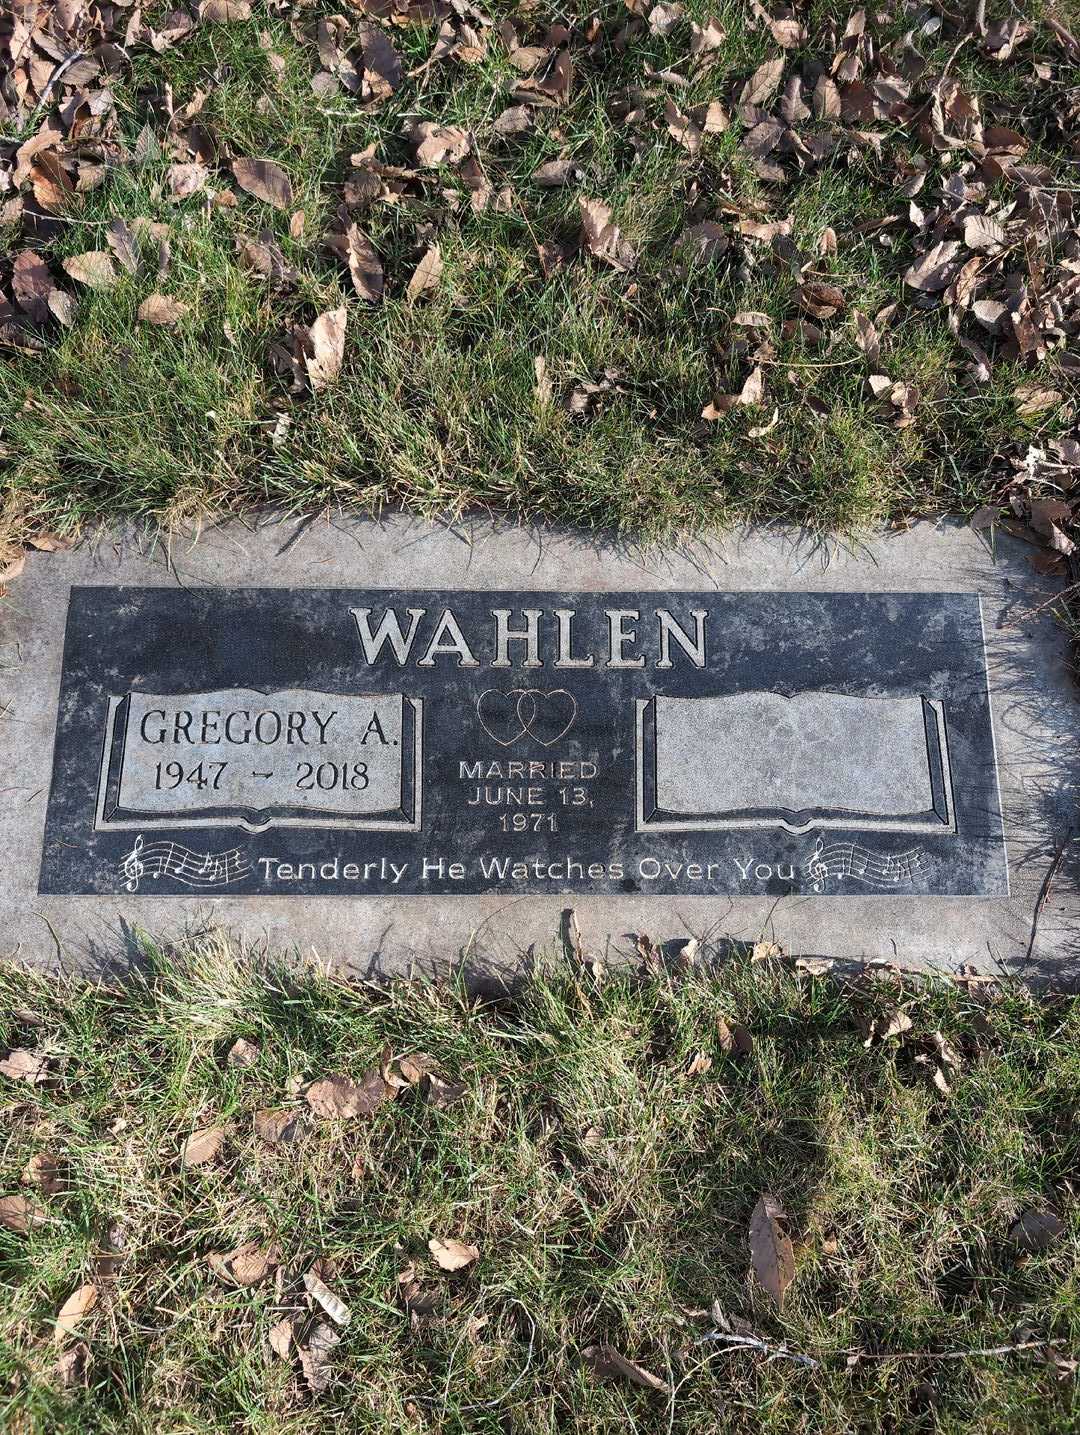 WAHLEN
GREGORY A.
1947 - 2018
MARRIED
JUNE 13,
1971
Tenderly He Watches Over You